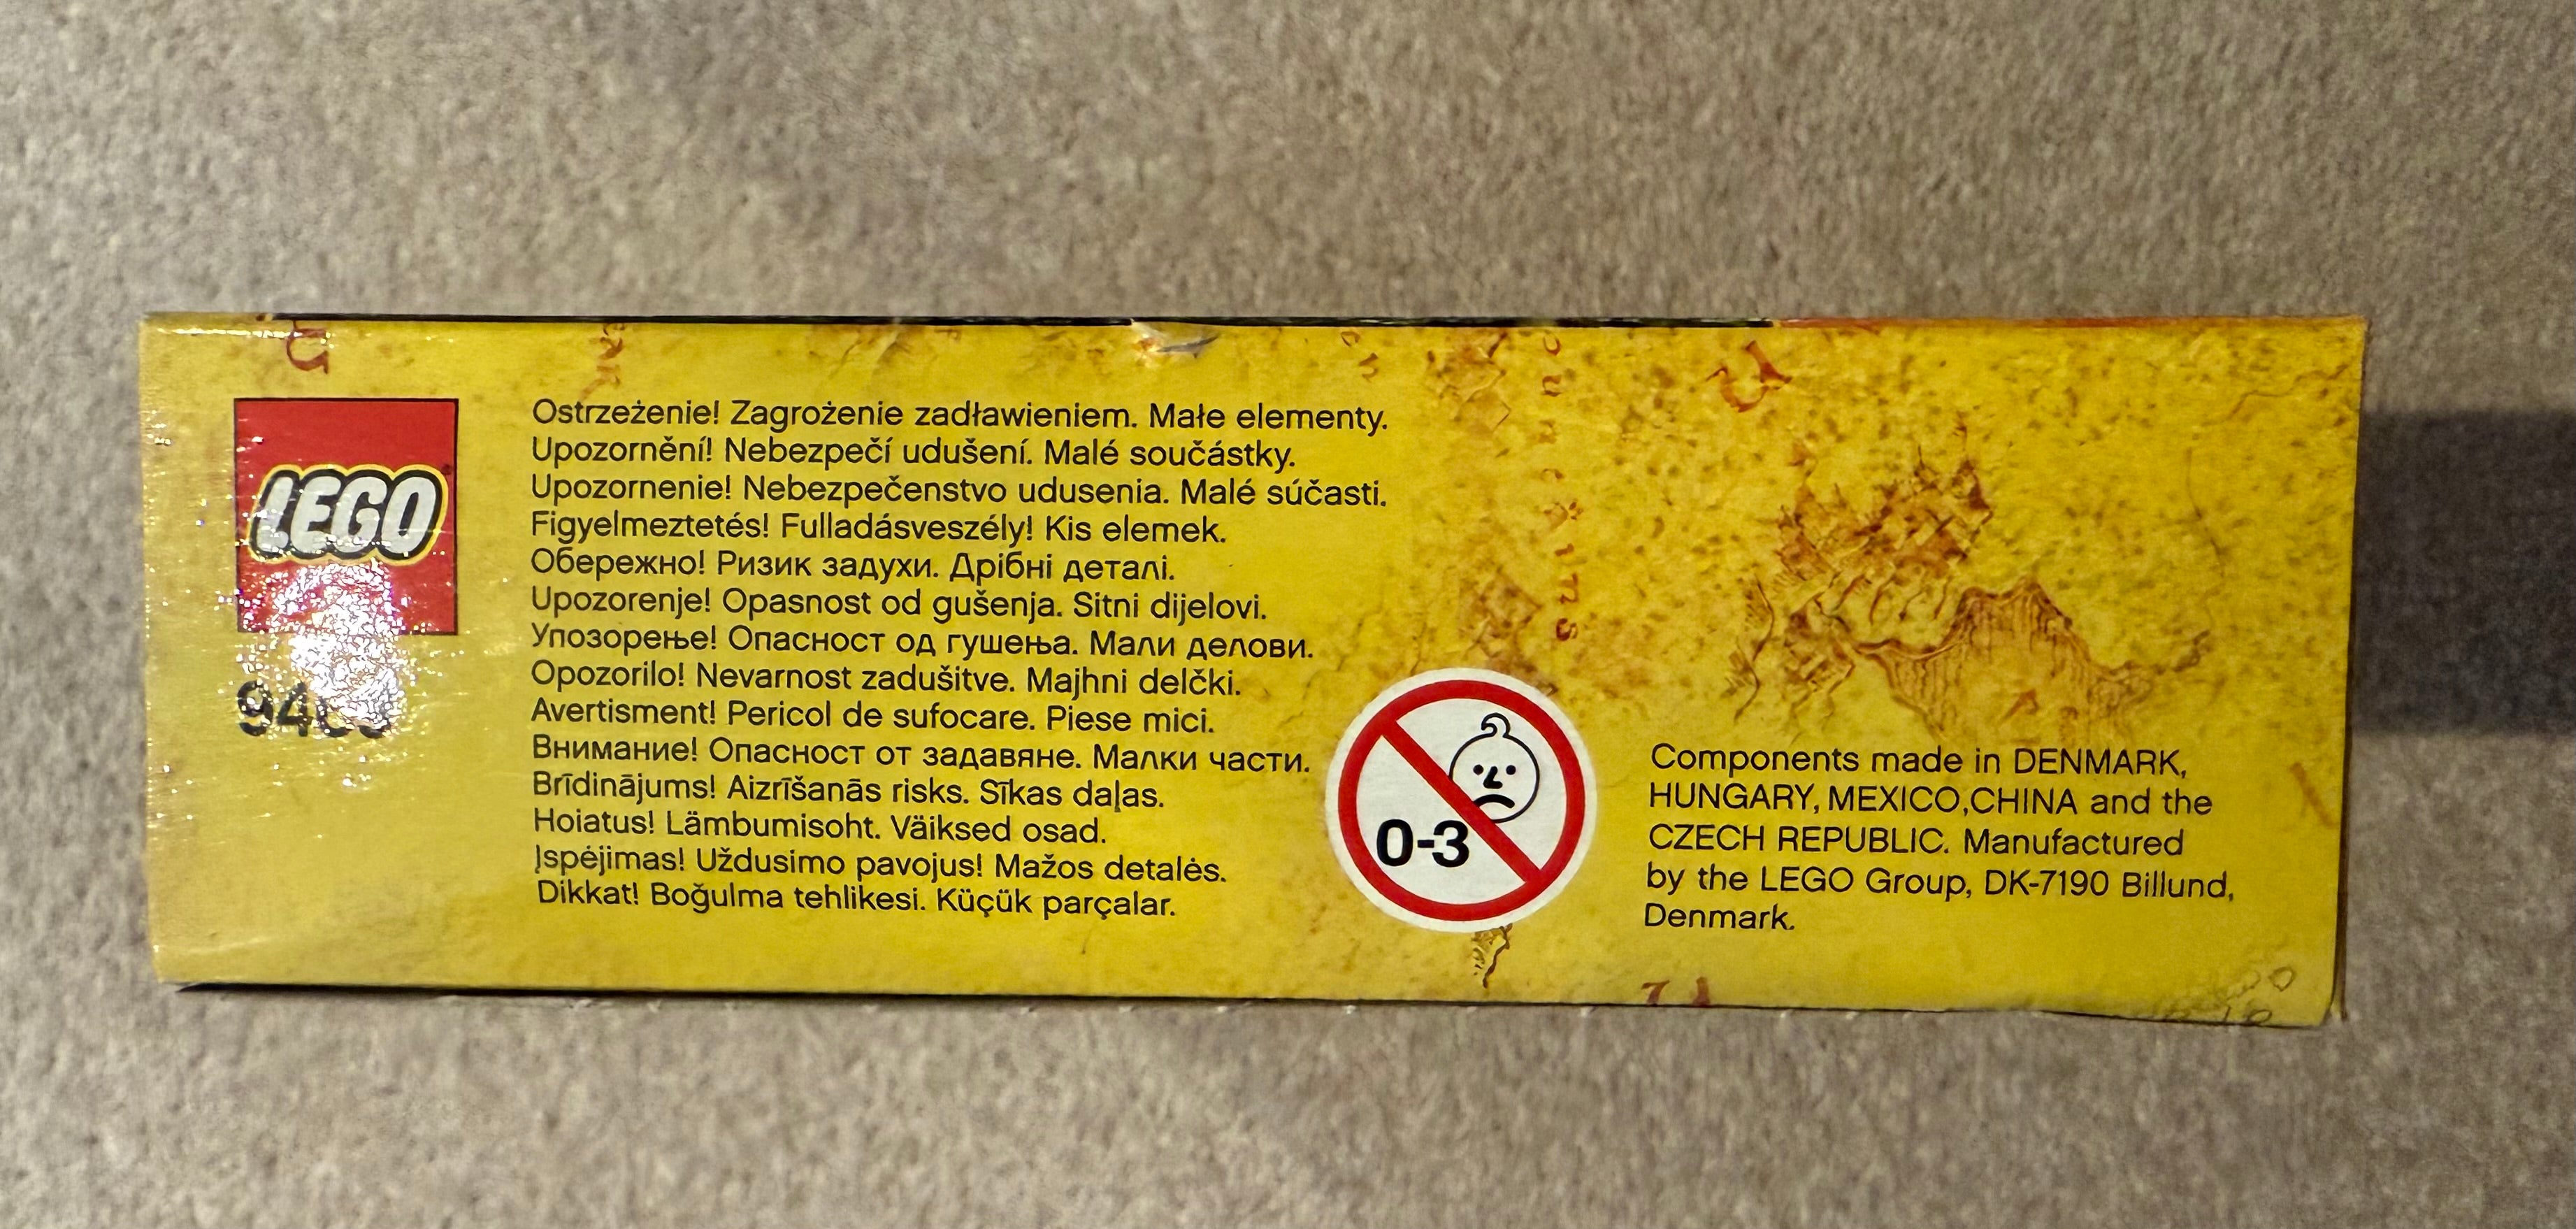 LEGO
Ostrzeżenie! Zagrożenie zadławieniem. Małe elementy.
Upozornění! Nebezpečí udušení. Malé součástky.
Upozornenie! Nebezpečenstvo udusenia. Malé súčasti.
Figyelmeztetés! Fulladásveszély! Kis elemek.
Обережно! Ризик задухи. Дрібні деталі.
Upozorenje! Opasnost od gušenja. Sitni dijelovi.
Упозорење! Опасност од гушења. Мали делови.
Opozorilo! Nevarnost zadušitve. Majhni delčki.
Avertisment! Pericol de sufocare. Piese mici.
Внимание! Опасност от задавяне. Малки части.
Brīdinājums! Aizrīšanās risks. Sīkas daļas.
Hoiatus! Lämbumisoht. Väiksed osad.
Įspėjimas! Uždusimo pavojus! Mažos detalės.
Dikkat! Boğulma tehlikesi. Küçük parçalar.
0-3
Components made in DENMARK,
HUNGARY, MEXICO,CHINA and the
CZECH REPUBLIC. Manufactured
by the LEGO Group, DK-7190 Billund,
Denmark.